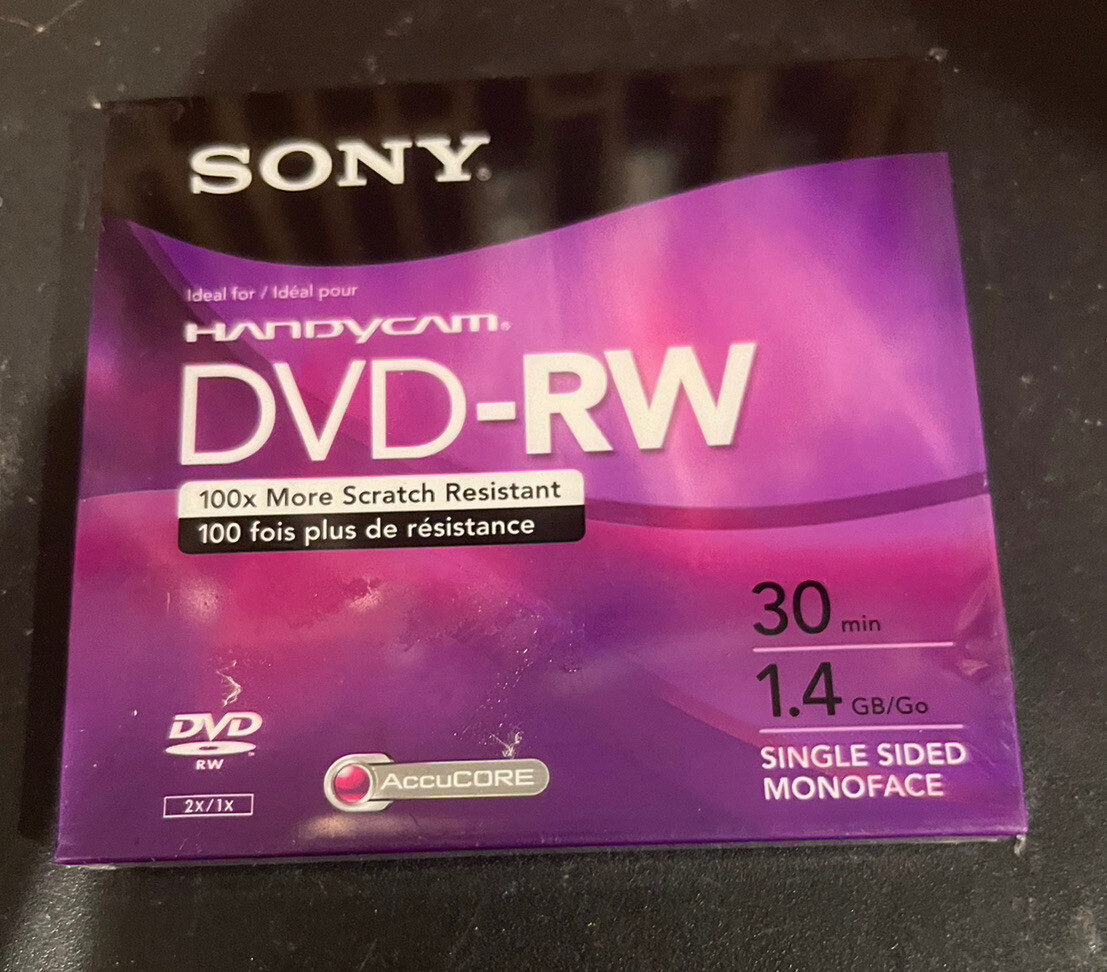 SONY®
Ideal for / Idéal pour
HANDYCAM®
DVD-RW
100x More Scratch Resistant
100 fois plus de résistance
30 min
1.4 GB/Go
SINGLE SIDED
MONOFACE
DVD™
RW
2x/1x
AccuCORE